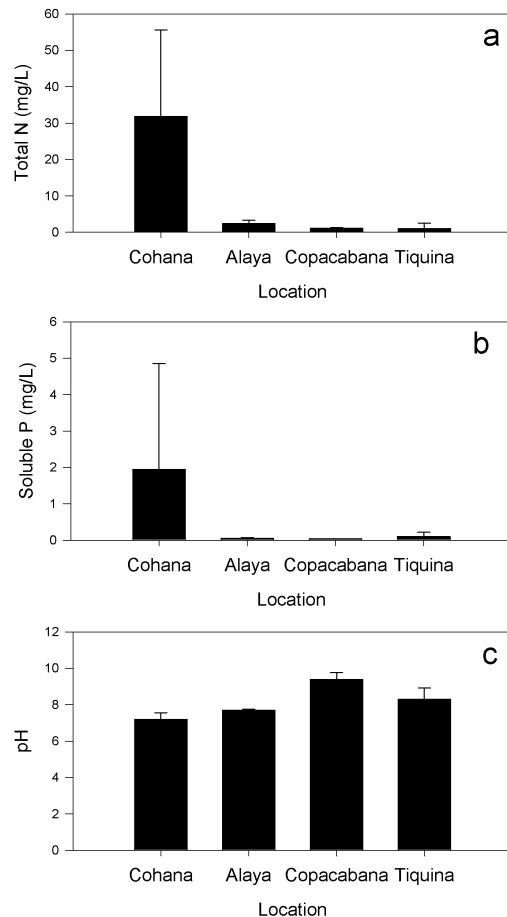 a
60
50
40
30
20
10
0
Total N (mg/L)
Cohana Alaya Copacabana Tiquina
Location
b
6
5
4
3
2
1
0
Soluble P (mg/L)
Cohana Alaya Copacabana Tiquina
Location
c
12
10
8
6
4
2
0
pH
Cohana Alaya Copacabana Tiquina
Location